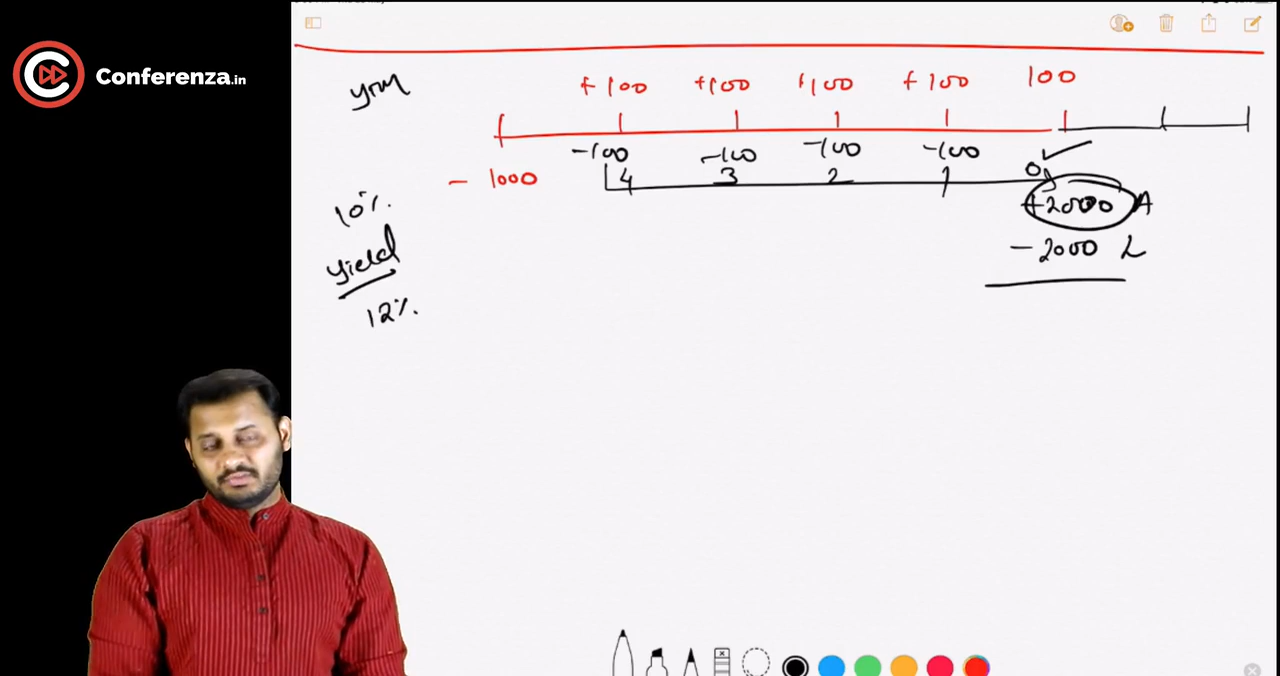 Conferenza.in
ym
+100 +100 +100 +100 100
-100 -100 -100 -100 0
- 1000 4 3 2 1
10%. +2000 A
yield -2000 L
12%.